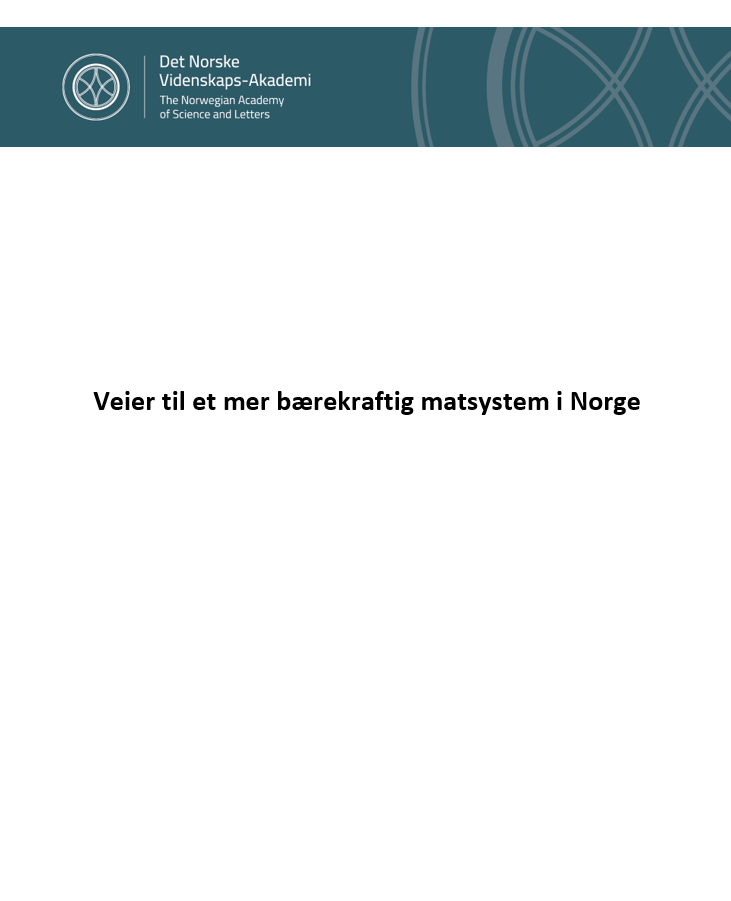 Det Norske
Videnskaps-Akademi
The Norwegian Academy
of Science and Letters
Veier til et mer bærekraftig matsystem i Norge